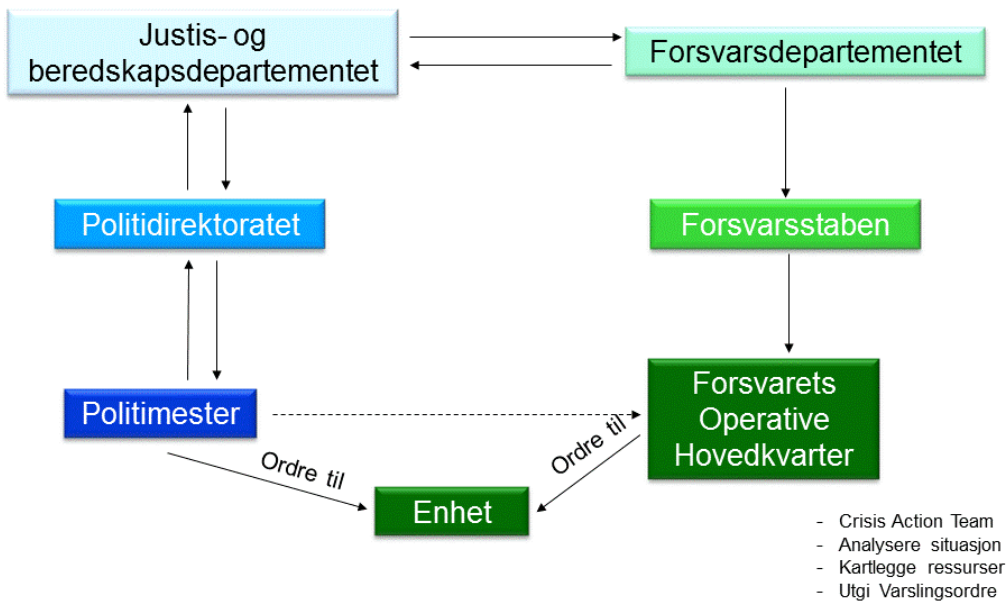 Justis- og
beredskapsdepartementet
Forsvarsdepartementet
Politidirektoratet
Forsvarsstaben
Politimester
Forsvarets
Operative
Hovedkvarter
Ordre til
Ordre til
Enhet
- Crisis Action Team
- Analysere situasjon
- Kartlegge ressurser
- Utgi Varslingsordre